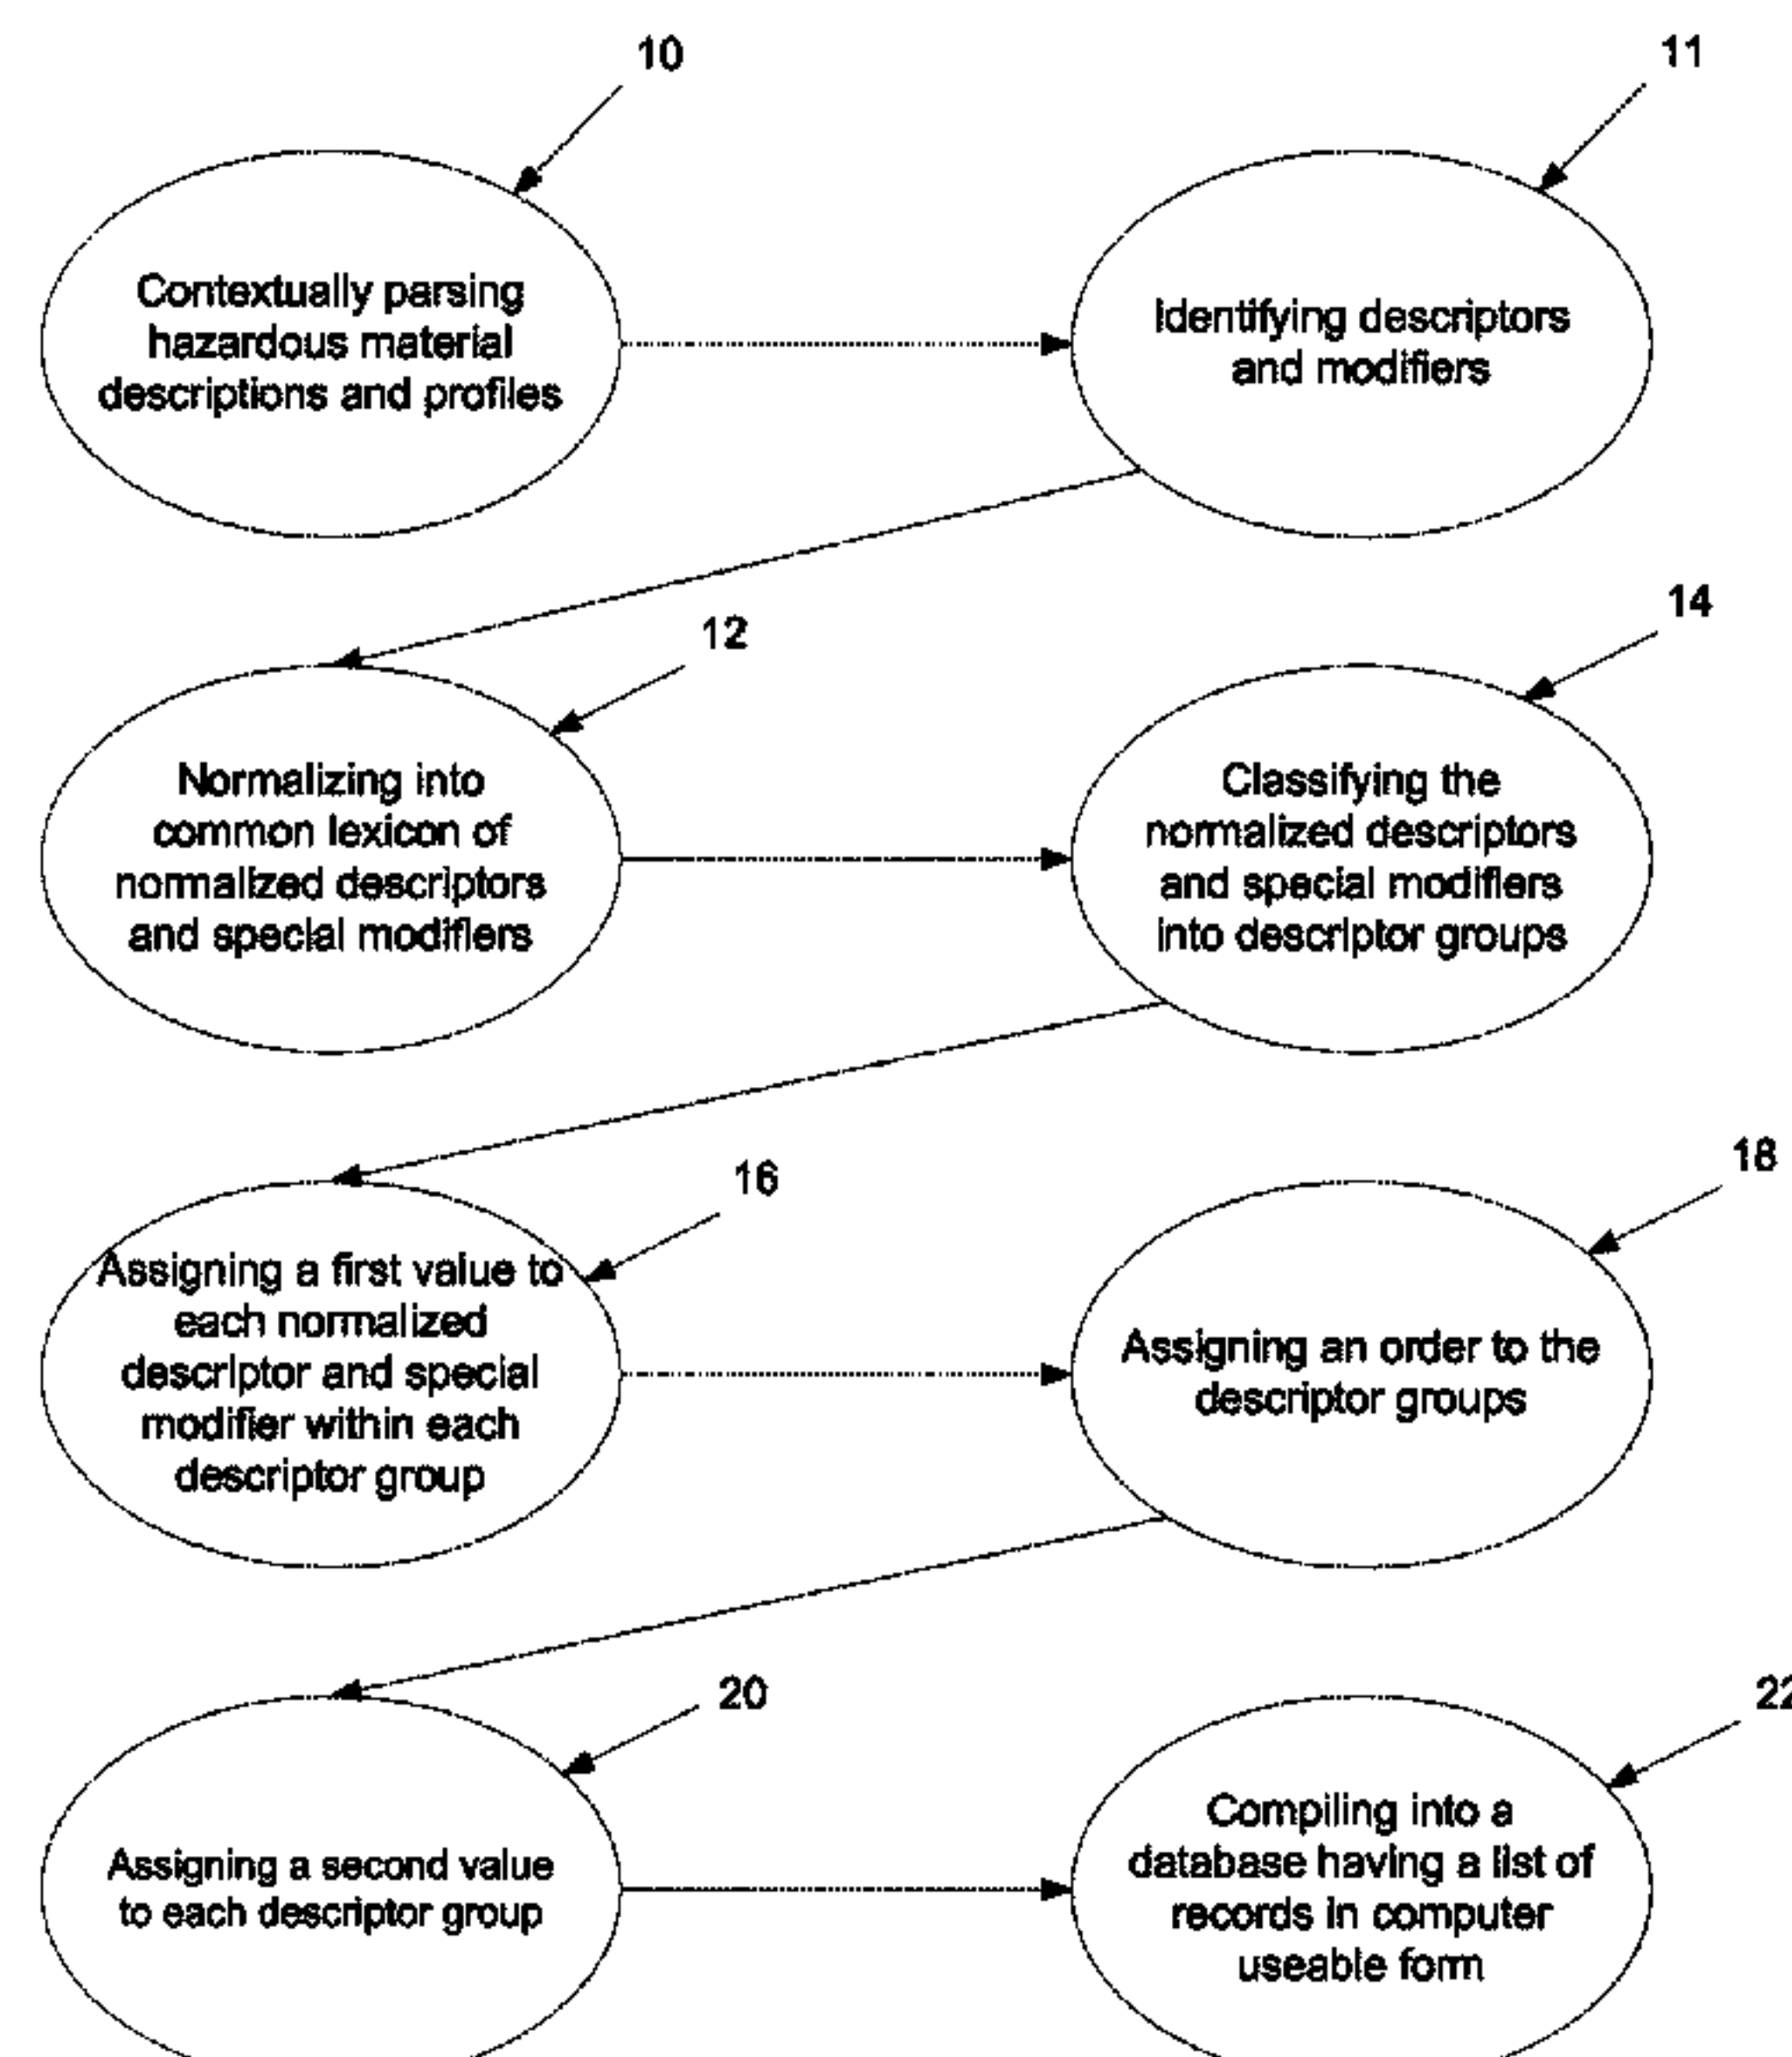 10
Contextually parsing
hazardous material
descriptions and profiles
11
Identifying descriptors
and modifiers
12
Normalizing into
common lexicon of
normalized descriptors
and special modifiers
14
Classifying the
normalized descriptors
and special modifiers
into descriptor groups
16
Assigning a first value to
each normalized
descriptor and special
modifier within each
descriptor group
18
Assigning an order to the
descriptor groups
20
Assigning a second value
to each descriptor group
22
Compiling into a
database having a list of
records in computer
useable form